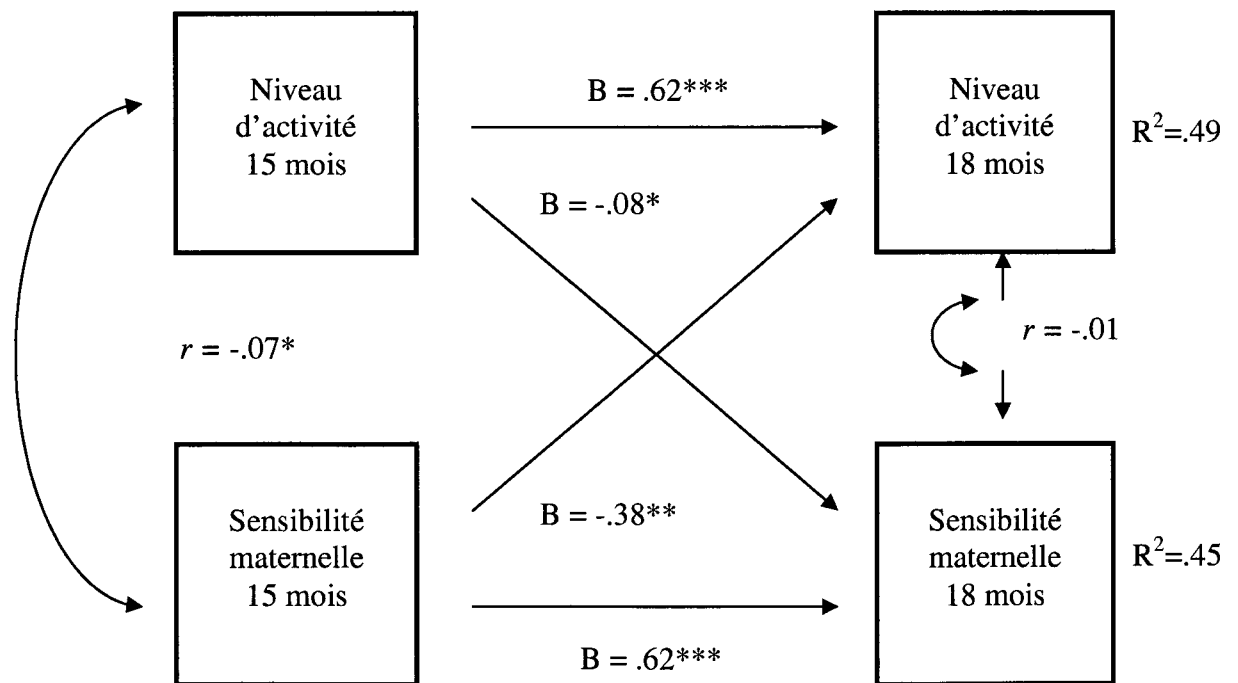 Niveau
d'activité
15 mois
B = .62***
Niveau
d'activité
18 mois
R²=.49
B = -.08*
r = -.07*
r = -.01
Sensibilité
maternelle
15 mois
B = -.38**
Sensibilité
maternelle
18 mois
R²=.45
B = .62***